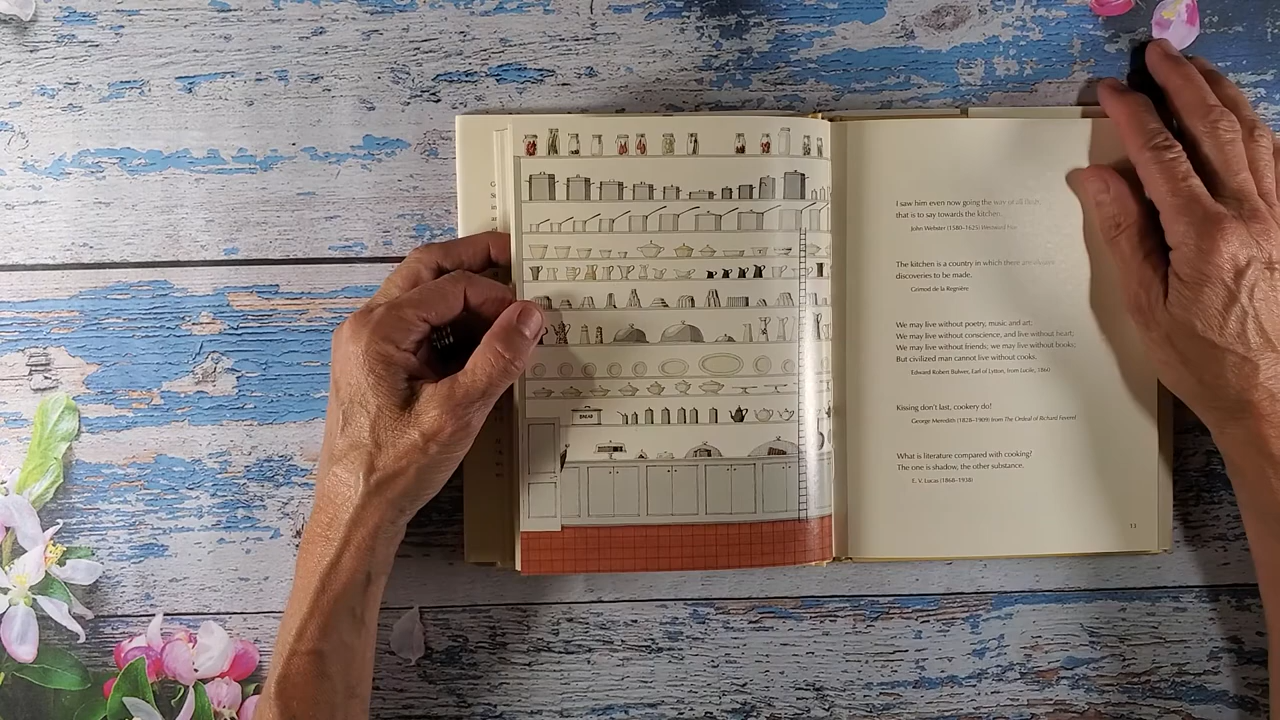 BREAD
I saw him even now going the way of all flesh,
that is to say towards the kitchen.
John Webster (1580–1625)
The kitchen is a country in which there are always
discoveries to be made,
Grimod de la Regnière
We may live without poetry, music and art;
We may live without conscience, and live without heart;
We may live without friends; we may live without books;
But civilized man cannot live without cooks.
Edward Robert Bulwer, Earl of Lytton, from Lucile, 1860
Kissing don't last, cookery do!
George Meredith (1828–1909) from The Ordeal of Richard Feverel
What is literature compared with cooking?
The one is shadow, the other substance.
E. V. Lucas (1868–1938)
13